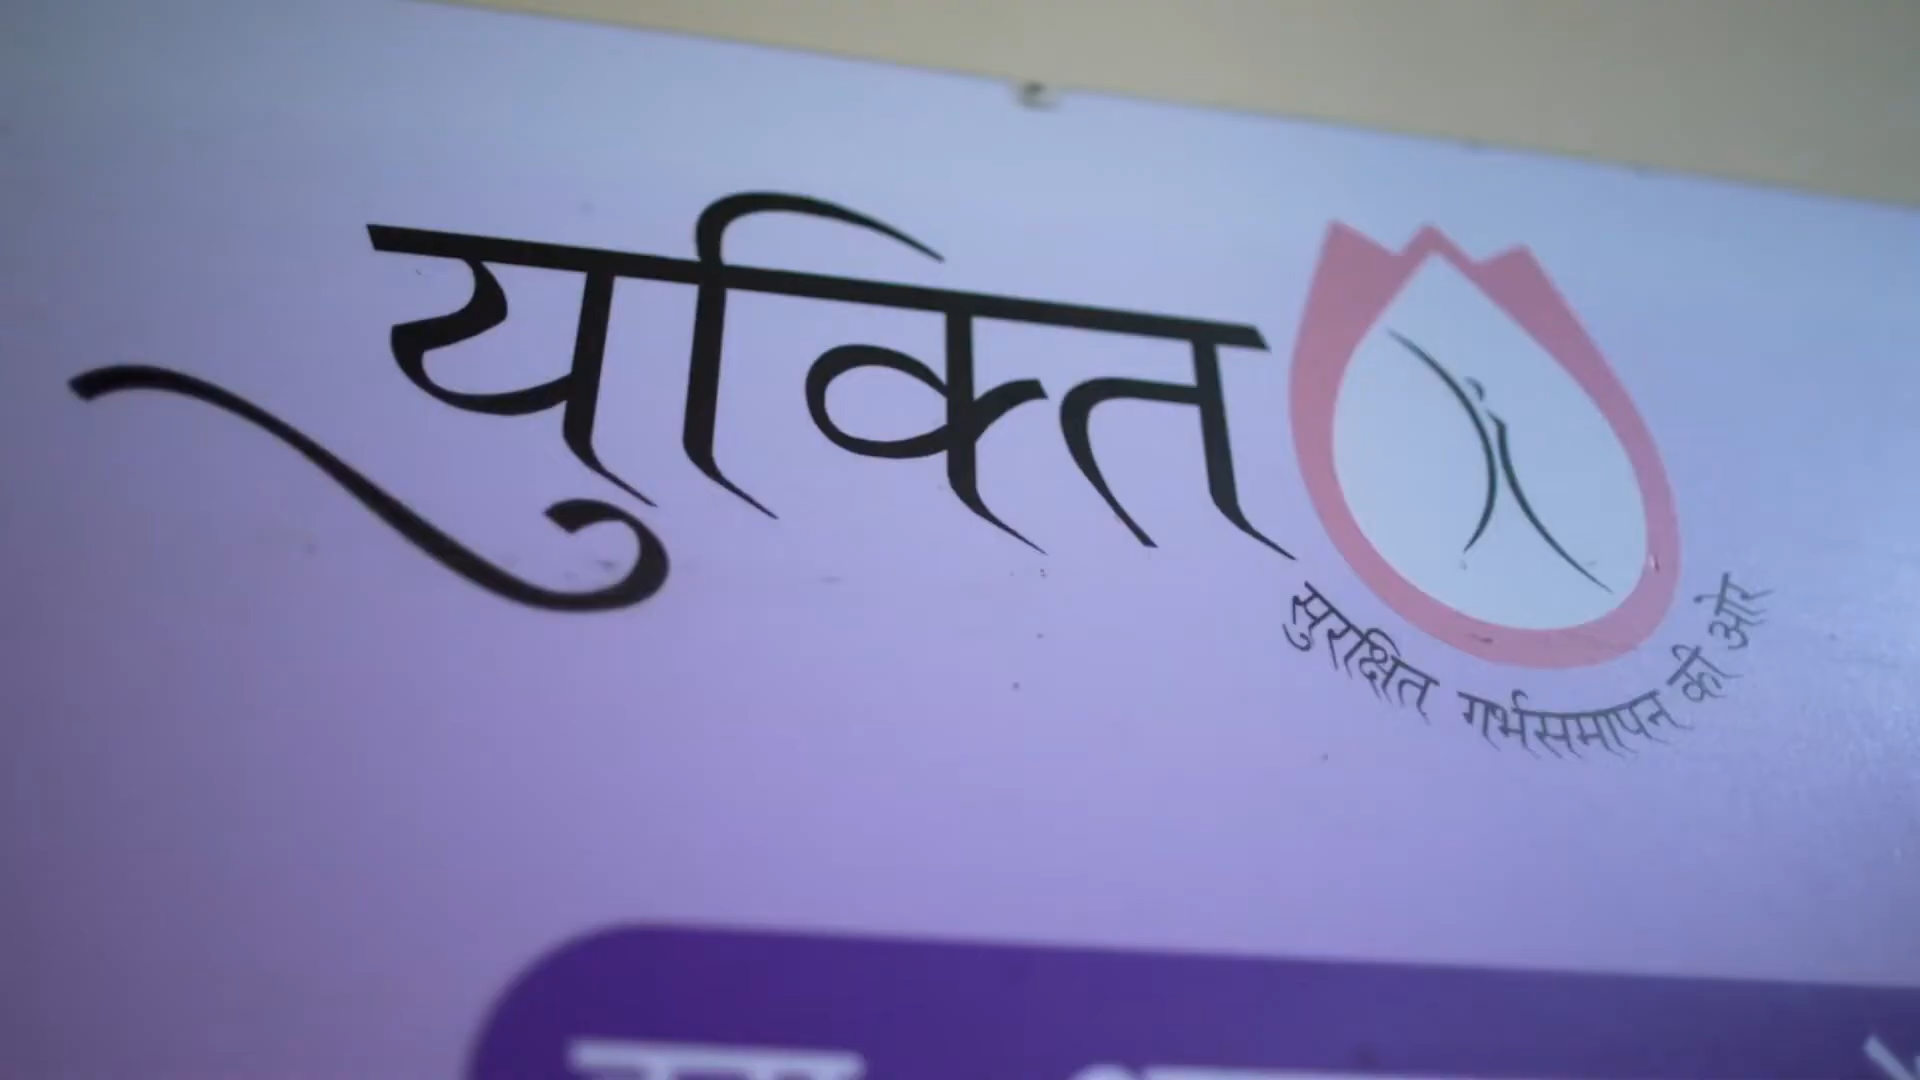 युक्ति
सुरक्षित गर्भसमापन की ओर